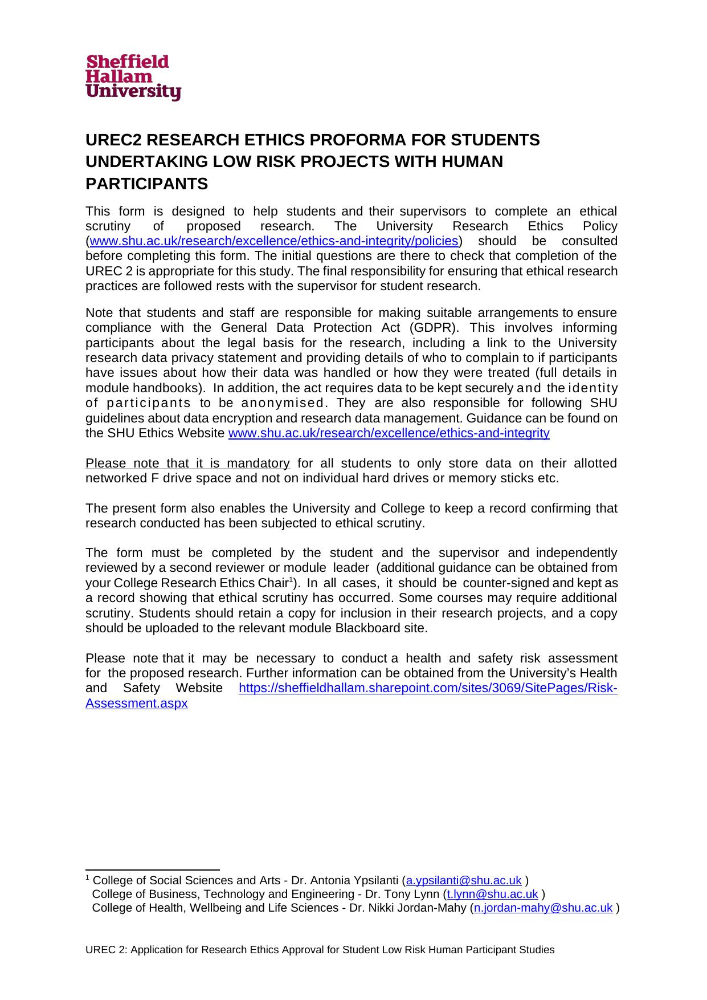 Sheffield
Hallam
University
UREC2 RESEARCH ETHICS PROFORMA FOR STUDENTS
UNDERTAKING LOW RISK PROJECTS WITH HUMAN
PARTICIPANTS
This form is designed to help students and their supervisors to complete an ethical
scrutiny of proposed research. The University Research Ethics Policy
(www.shu.ac.uk/research/excellence/ethics-and-integrity/policies) should be consulted
before completing this form. The initial questions are there to check that completion of the
UREC 2 is appropriate for this study. The final responsibility for ensuring that ethical research
practices are followed rests with the supervisor for student research.
Note that students and staff are responsible for making suitable arrangements to ensure
compliance with the General Data Protection Act (GDPR). This involves informing
participants about the legal basis for the research, including a link to the University
research data privacy statement and providing details of who to complain to if participants
have issues about how their data was handled or how they were treated (full details in
module handbooks). In addition, the act requires data to be kept securely and the identity
of participants to be anonymised. They are also responsible for following SHU
guidelines about data encryption and research data management. Guidance can be found on
the SHU Ethics Website www.shu.ac.uk/research/excellence/ethics-and-integrity
Please note that it is mandatory for all students to only store data on their allotted
networked F drive space and not on individual hard drives or memory sticks etc.
The present form also enables the University and College to keep a record confirming that
research conducted has been subjected to ethical scrutiny.
The form must be completed by the student and the supervisor and independently
reviewed by a second reviewer or module leader (additional guidance can be obtained from
your College Research Ethics Chair1). In all cases, it should be counter-signed and kept as
a record showing that ethical scrutiny has occurred. Some courses may require additional
scrutiny. Students should retain a copy for inclusion in their research projects, and a copy
should be uploaded to the relevant module Blackboard site.
Please note that it may be necessary to conduct a health and safety risk assessment
for the proposed research. Further information can be obtained from the University’s Health
and Safety Website https://sheffieldhallam.sharepoint.com/sites/3069/SitePages/Risk-
Assessment.aspx
1 College of Social Sciences and Arts - Dr. Antonia Ypsilanti (a.ypsilanti@shu.ac.uk )
College of Business, Technology and Engineering - Dr. Tony Lynn (t.lynn@shu.ac.uk )
College of Health, Wellbeing and Life Sciences - Dr. Nikki Jordan-Mahy (n.jordan-mahy@shu.ac.uk )
UREC 2: Application for Research Ethics Approval for Student Low Risk Human Participant Studies